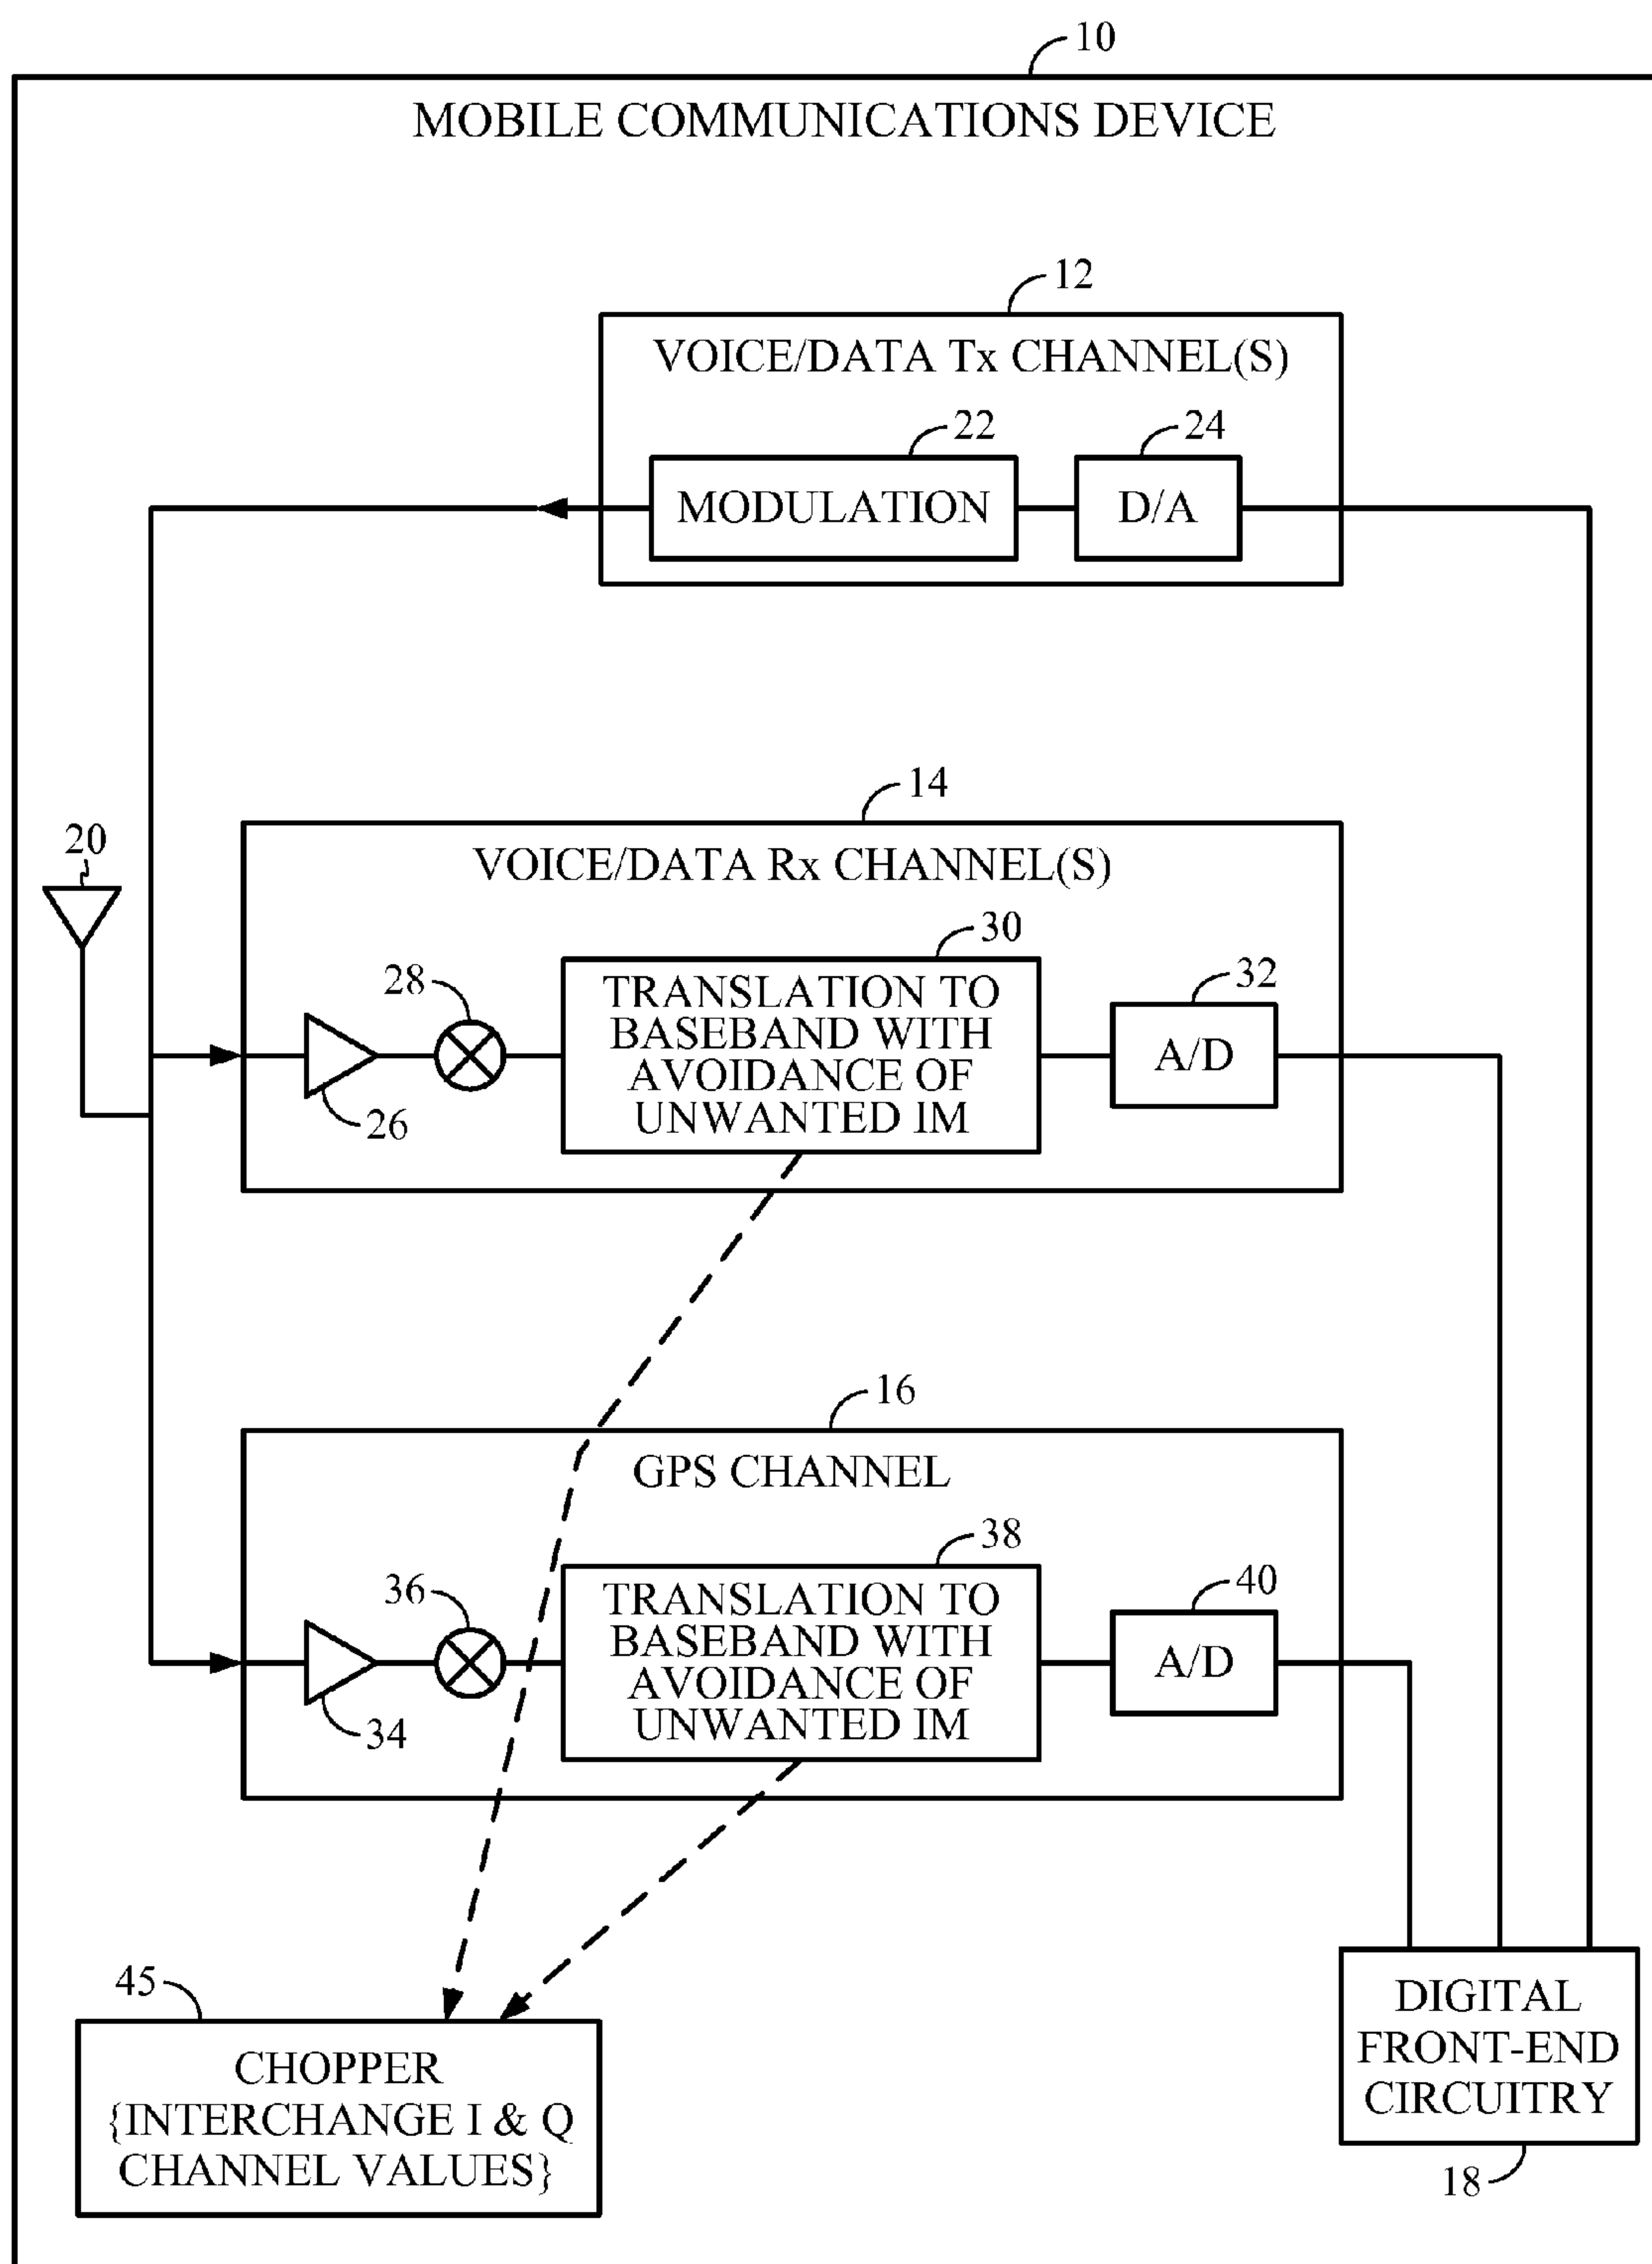 10
MOBILE COMMUNICATIONS DEVICE
12
VOICE/DATA Tx CHANNEL(S)
22
24
MODULATION
D/A
14
20
VOICE/DATA Rx CHANNEL(S)
30
28
32
TRANSLATION TO
BASEBAND WITH
AVOIDANCE OF
UNWANTED IM
A/D
26
16
GPS CHANNEL
38
36
40
TRANSLATION TO
BASEBAND WITH
AVOIDANCE OF
UNWANTED IM
A/D
34
45
CHOPPER
{INTERCHANGE I & Q
CHANNEL VALUES}
DIGITAL
FRONT-END
CIRCUITRY
18